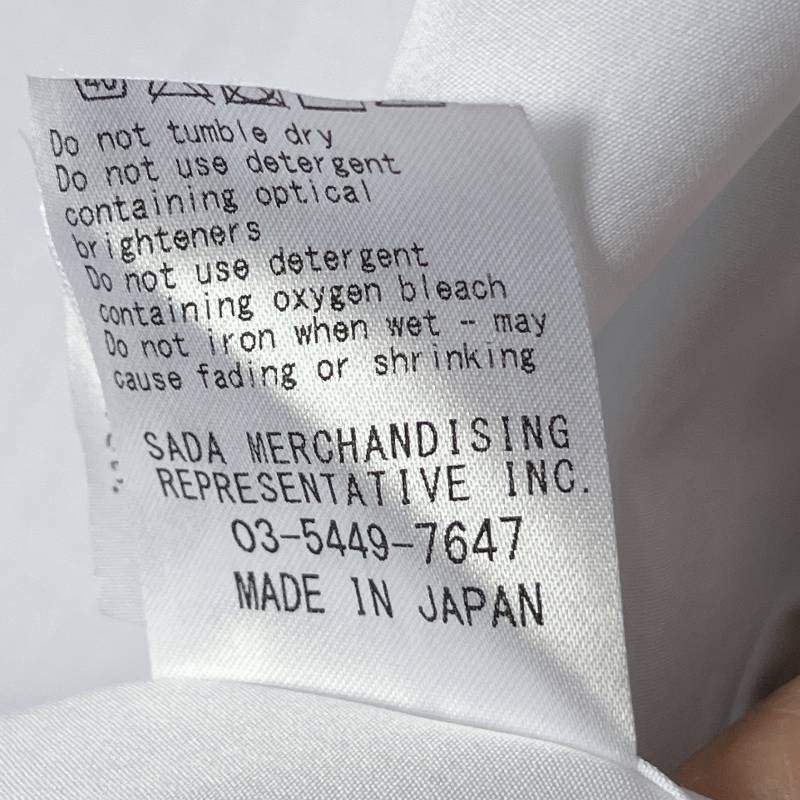 40
Do not tumble dry
Do not use detergent
containing optical
brighteners
Do not use detergent
containing oxygen bleach
Do not iron when wet - may
cause fading or shrinking
SADA MERCHANDISING
REPRESENTATIVE INC.
03-5449-7647
MADE IN JAPAN